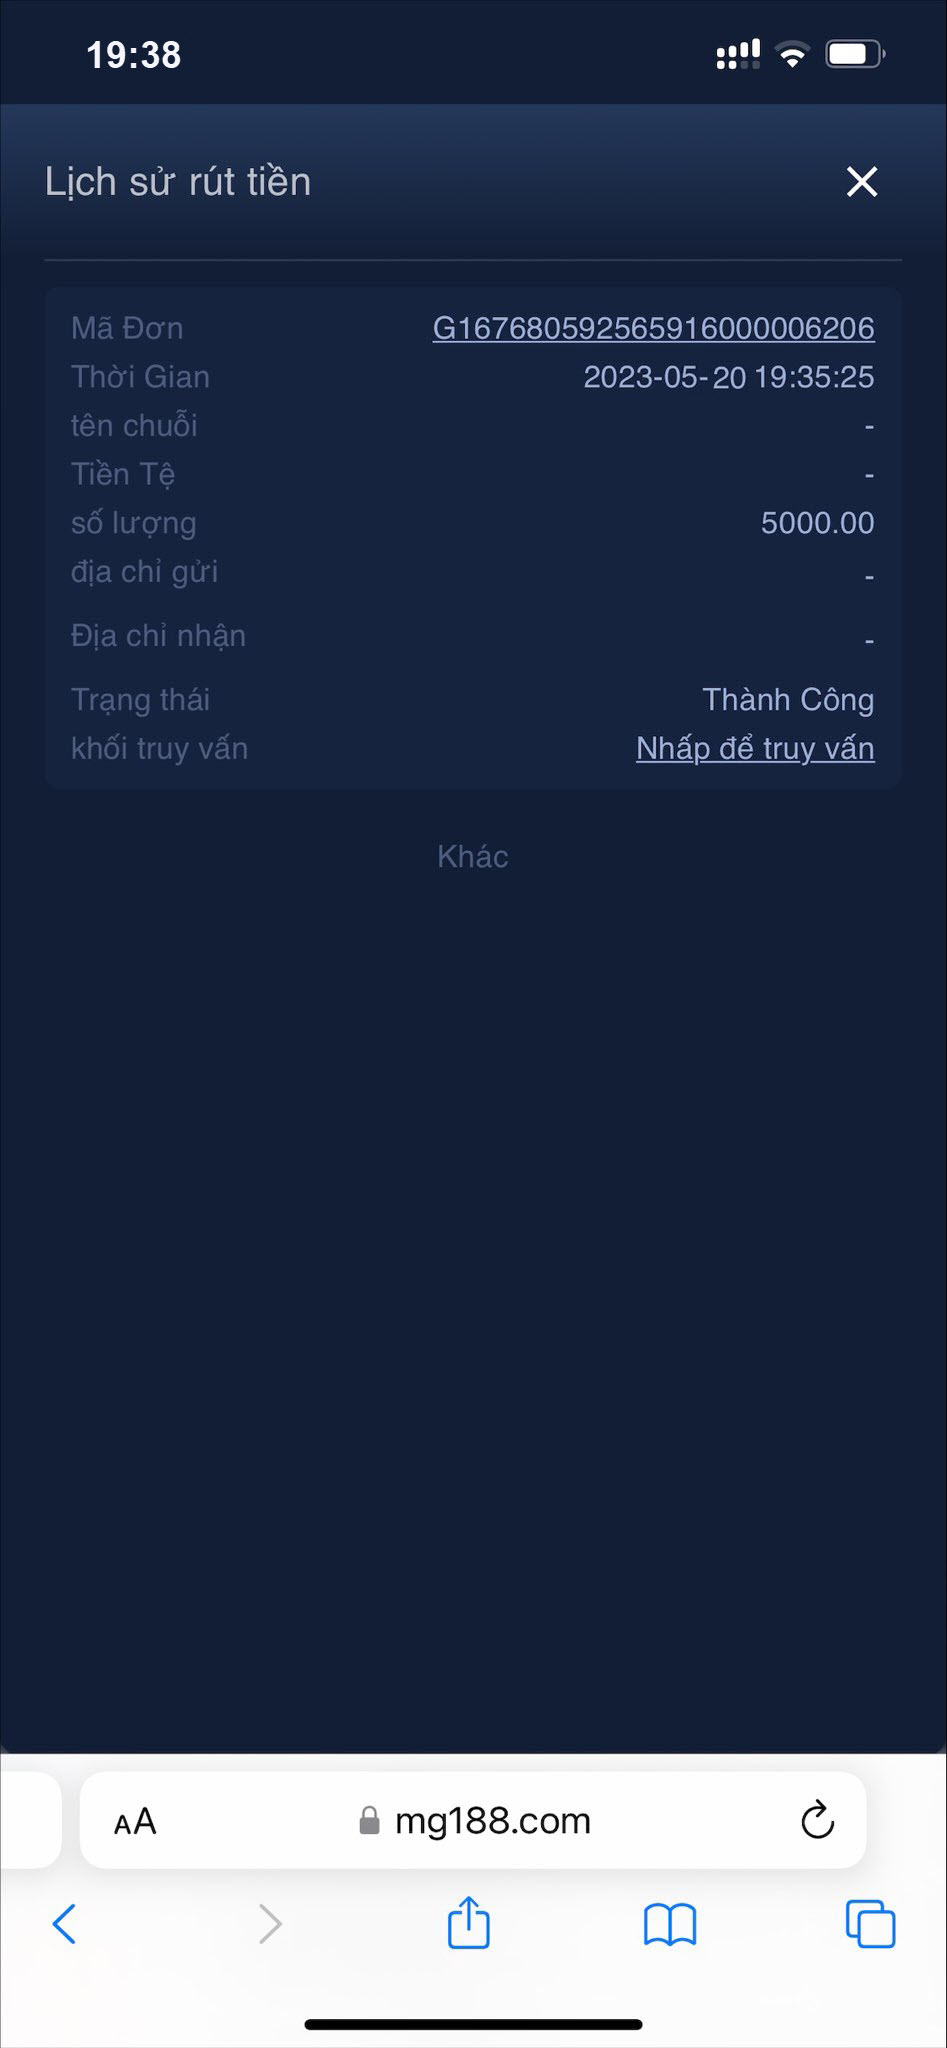 19:38
Lịch sử rút tiền
Mã Đơn G167680592565916000006206
Thời Gian 2023-05-20 19:35:25
tên chuỗi -
Tiền Tệ -
số lượng 5000.00
địa chỉ gửi -
Địa chỉ nhận -
Trạng thái Thành Công
khối truy vấn Nhấp để truy vấn
Khác
AA mg188.com